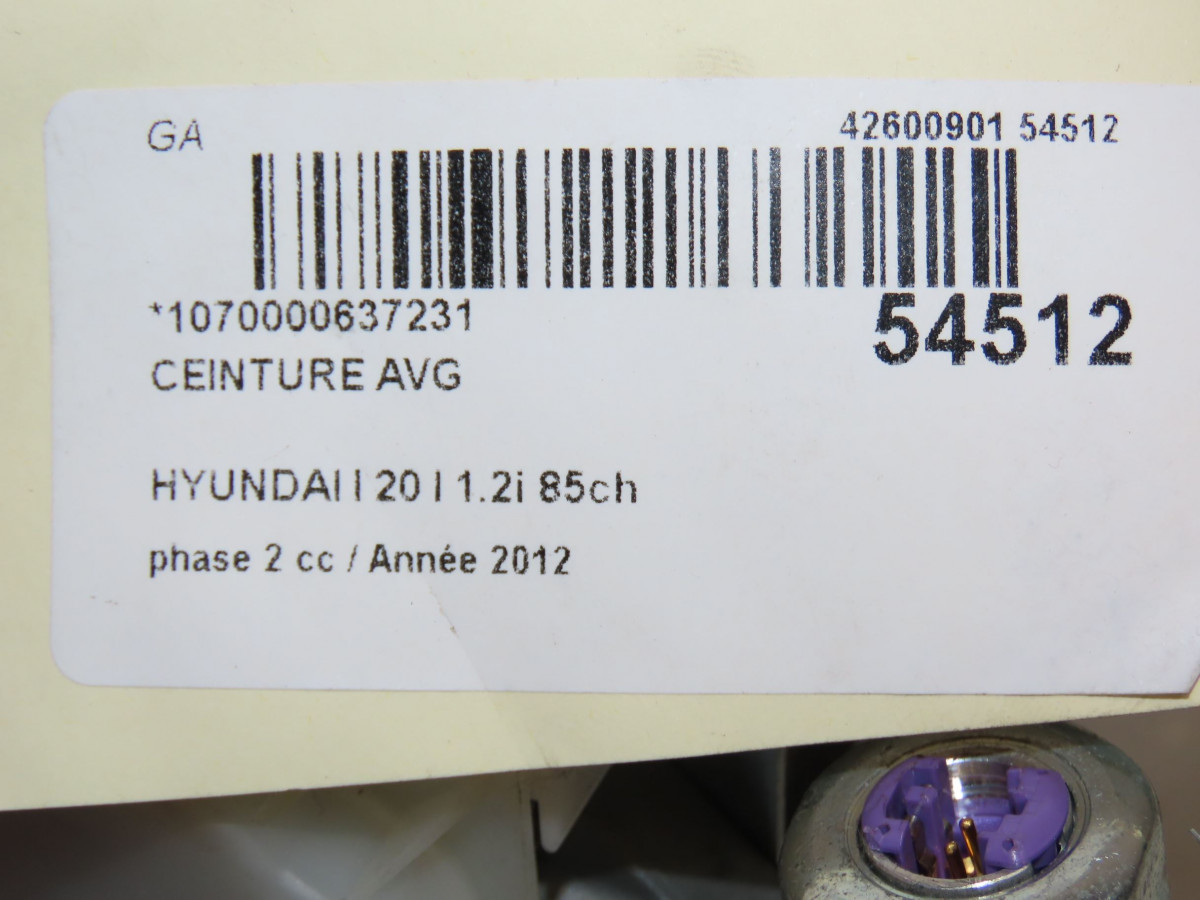 GA
42600901 54512
*1070000637231
54512
CEINTURE AVG
HYUNDAI I 20 I 1.2i 85ch
phase 2 cc / Année 2012